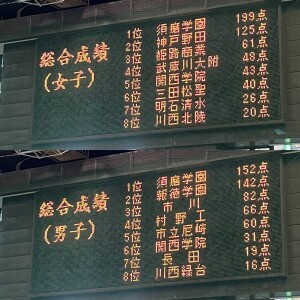 総合成績
(女子)
1位 須磨学園 199点
2位 神戸野田 125点
3位 姫路商業 61点
4位 武庫川大附
5位 関西学院 43点
6位 三田松聖 40点
7位 明石清水 26点
8位 川西北陵 20点
総合成績
(男子)
1位 須磨学園 152点
2位 報徳学園 142点
3位 市川 82点
4位 村野工 66点
5位 市立尼崎 60点
6位 関西学院 31点
7位 長田 19点
8位 川西緑台 16点